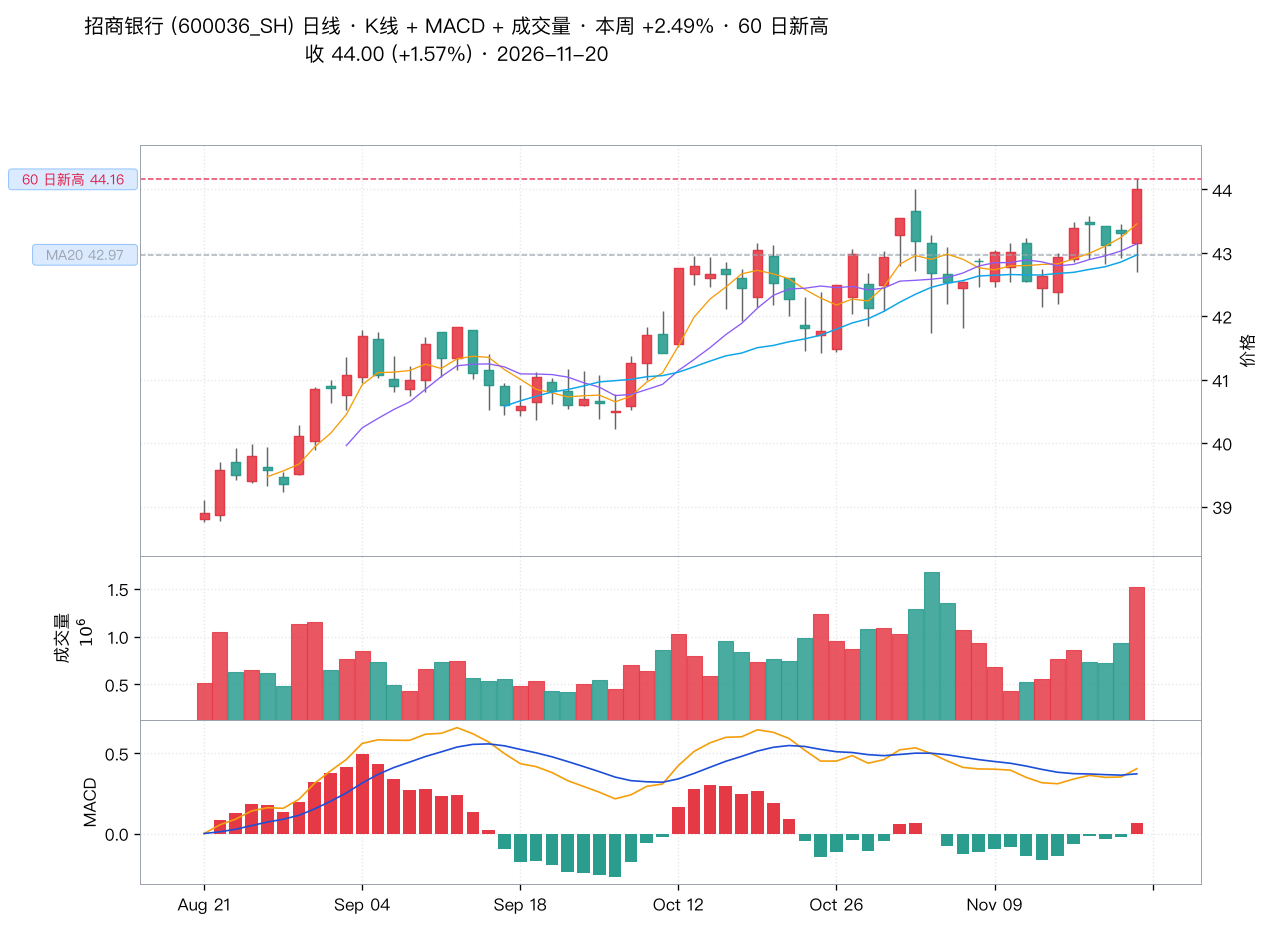 招商银行 (600036_SH) 日线 · K线 + MACD + 成交量 · 本周 +2.49% · 60 日新高
收 44.00 (+1.57%) · 2026−11−20
60 日新高 44.16
MA20 42.97
44
43
42
41
40
39
价格
1.5
1.0
0.5
成交量
10⁶
0.5
0.0
MACD
Aug 21
Sep 04
Sep 18
Oct 12
Oct 26
Nov 09